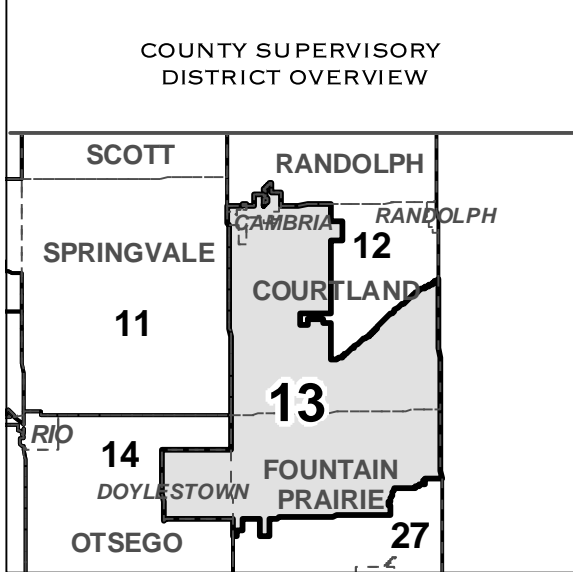 COUNTY SUPERVISORY
DISTRICT OVERVIEW
SCOTT
RANDOLPH
CAMBRIA
RANDOLPH
SPRINGVALE
12
COURTLAND
11
13
RIO
14
FOUNTAIN
PRAIRIE
DOYLESTOWN
27
OTSEGO